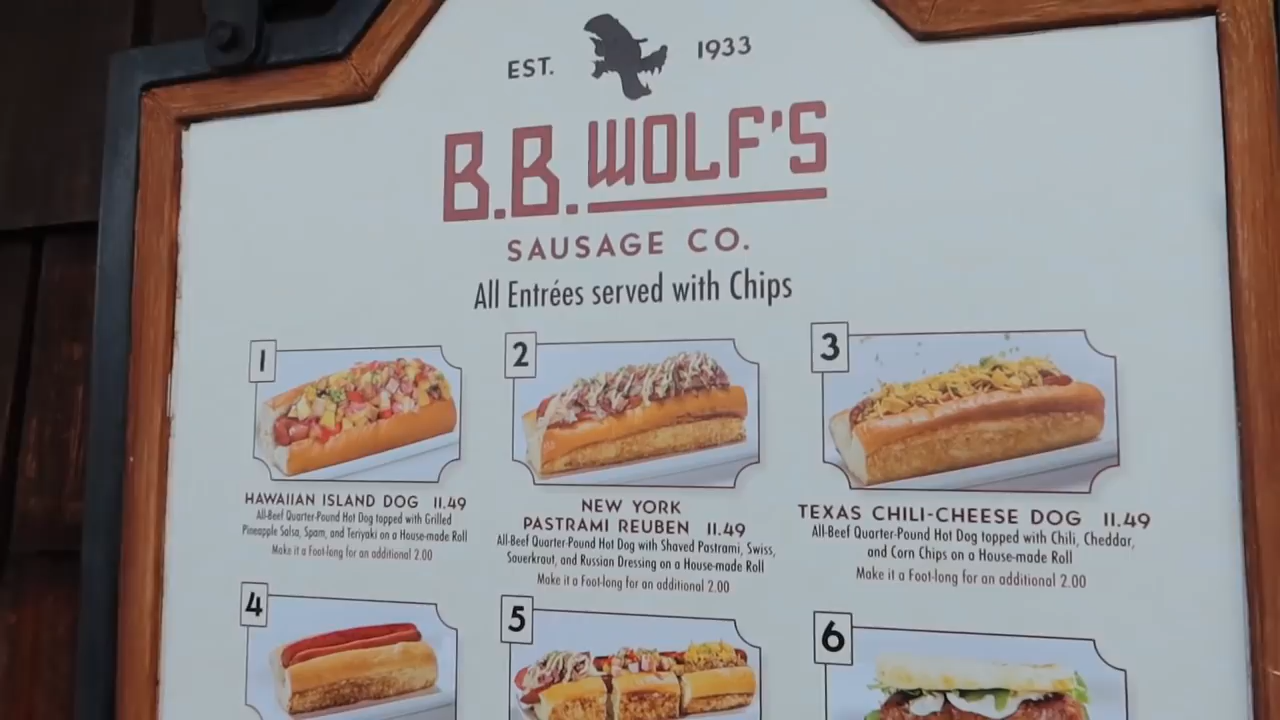 EST. 1933
B.B. WOLF'S
SAUSAGE CO.
All Entrées served with Chips
1
HAWAIIAN ISLAND DOG 11.49
All-Beef Quarter-Pound Hot Dog topped with Grilled
Pineapple Salsa, Spam, and Teriyaki on a House-made Roll
Make it a Foot-long for an additional 2.00
2
NEW YORK
PASTRAMI REUBEN 11.49
All-Beef Quarter-Pound Hot Dog with Shaved Pastrami, Swiss,
Sauerkraut, and Russian Dressing on a House-made Roll
Make it a Foot-long for an additional 2.00
3
TEXAS CHILI-CHEESE DOG 11.49
All-Beef Quarter-Pound Hot Dog topped with Chili, Cheddar,
and Corn Chips on a House-made Roll
Make it a Foot-long for an additional 2.00
4
5
6